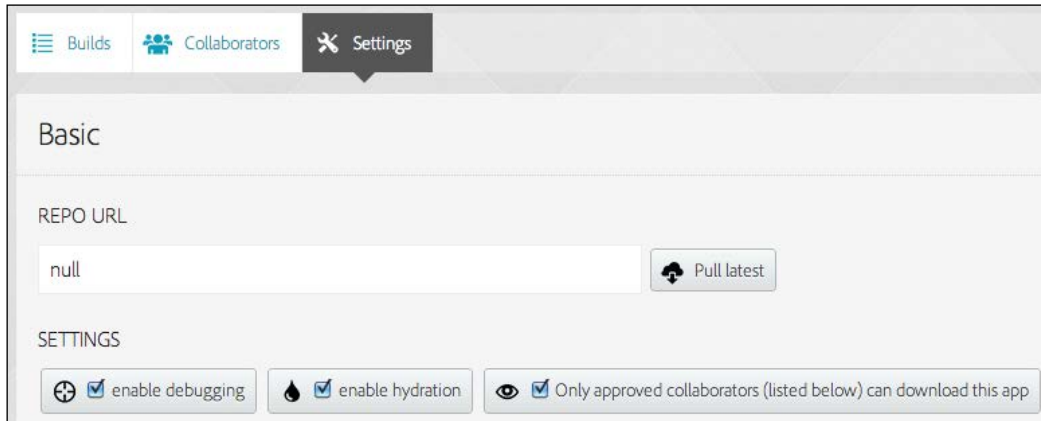 Builds Collaborators Settings
Basic
REPO URL
null Pull latest
SETTINGS
enable debugging enable hydration Only approved collaborators (listed below) can download this app